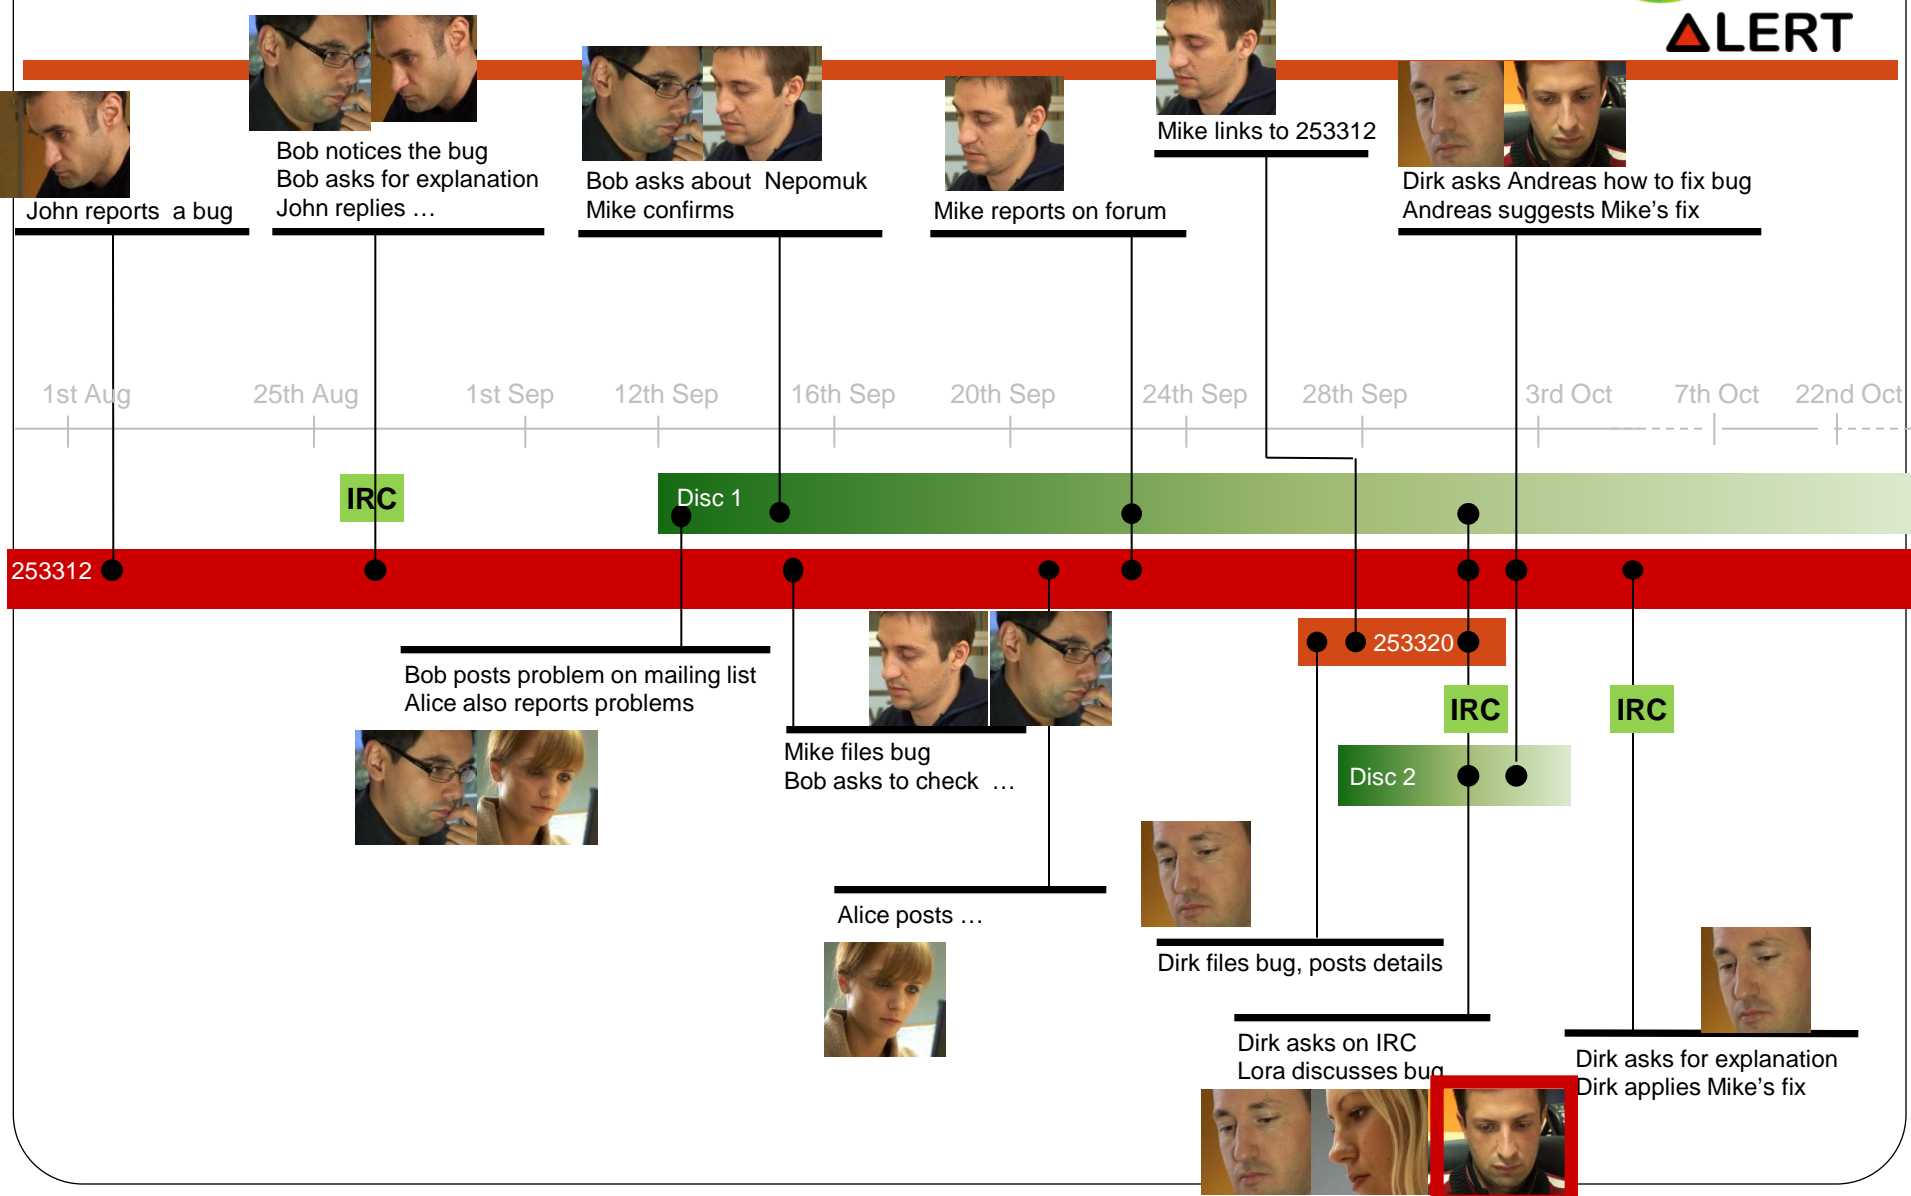 ALERT
Mike links to 253312
Bob notices the bug
Bob asks for explanation
John replies …
Bob asks about  Nepomuk
Mike confirms
Dirk asks Andreas how to fix bug
Andreas suggests Mike’s fix
John reports  a bug
Mike reports on forum
1st Aug
25th Aug
1st Sep
12th Sep
16th Sep
20th Sep
24th Sep
28th Sep
3rd Oct
7th Oct
22nd Oct
IRC
Disc 1
253312
253320
Bob posts problem on mailing list
Alice also reports problems
IRC
IRC
Mike files bug
Bob asks to check  …
Disc 2
Alice posts …
Dirk files bug, posts details
Dirk asks on IRC
Lora discusses bug
Dirk asks for explanation
Dirk applies Mike’s fix